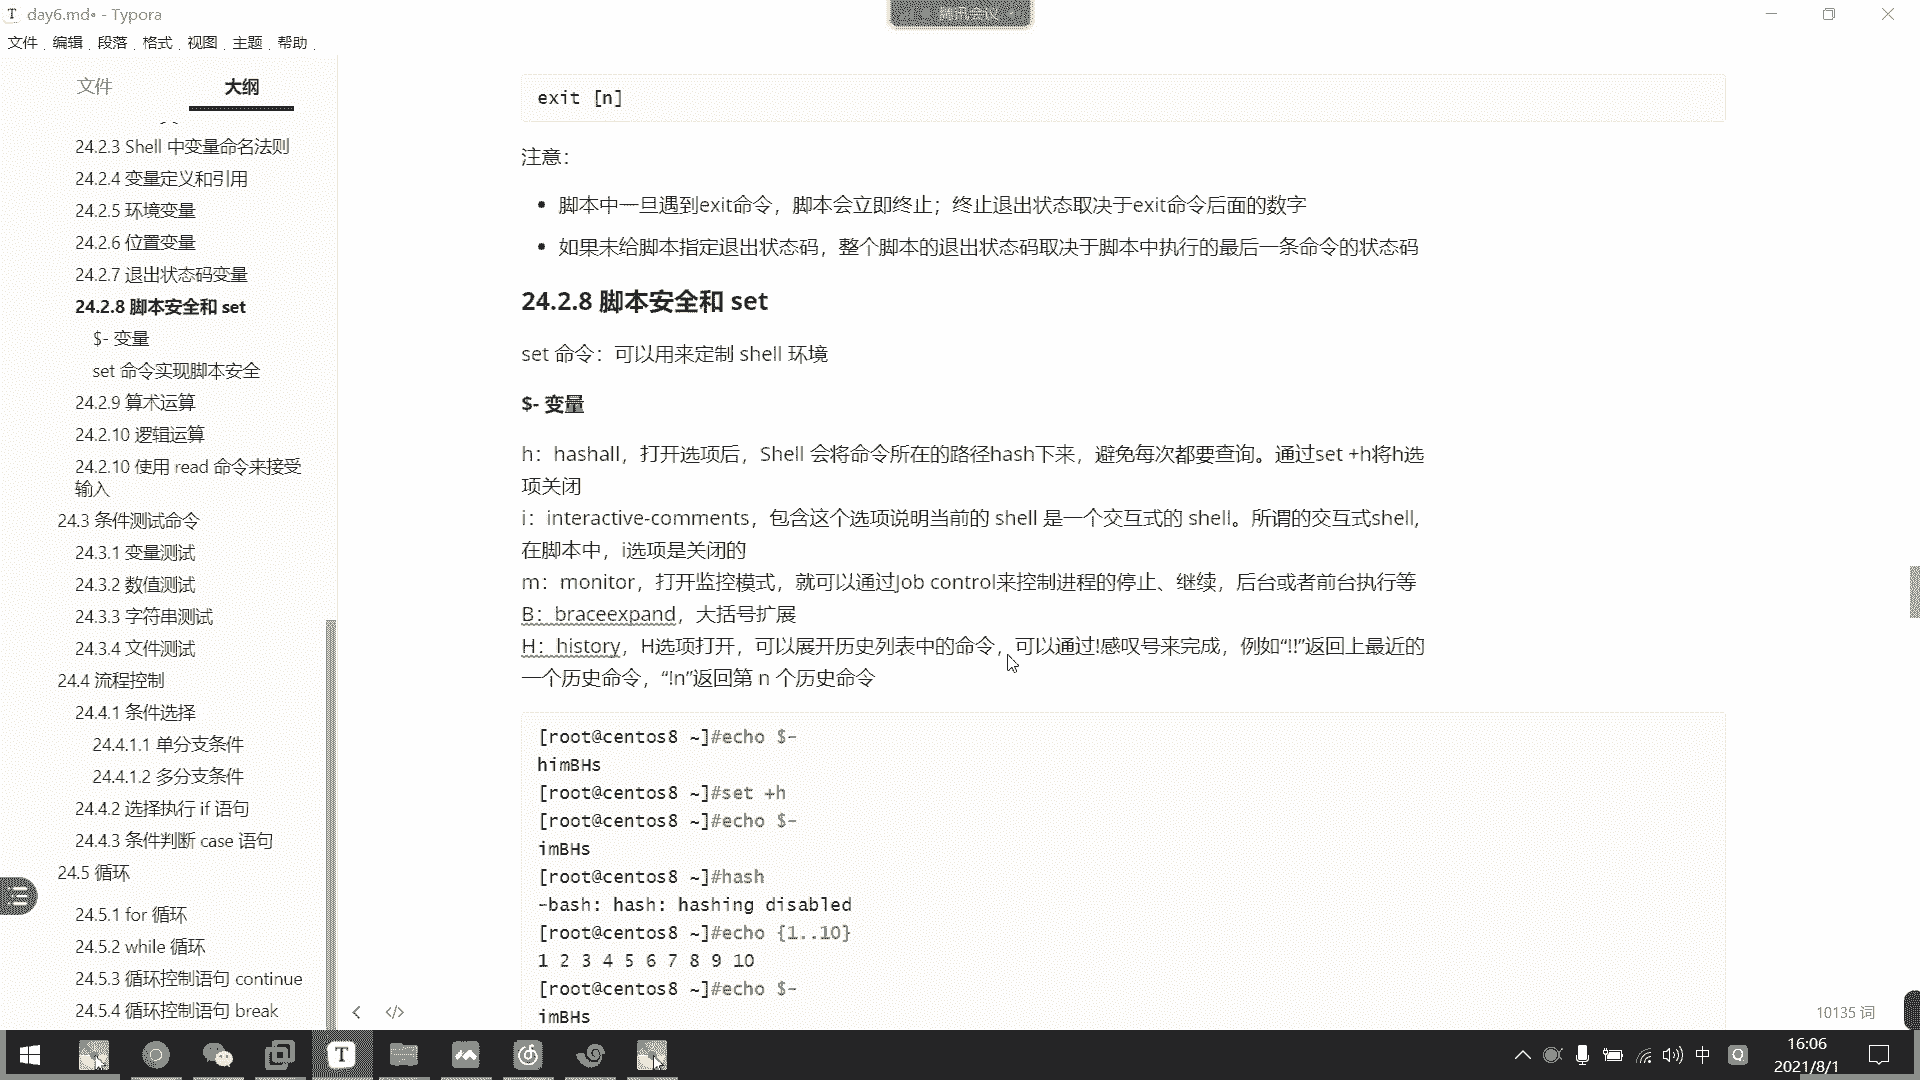 day6.md• - Typora
腾讯会议
文件 编辑 段落 格式 视图 主题 帮助
文件 大纲
24.2.3 Shell 中变量命名法则
24.2.4 变量定义和引用
24.2.5 环境变量
24.2.6 位置变量
24.2.7 退出状态码变量
24.2.8 脚本安全和 set
$- 变量
set 命令实现脚本安全
24.2.9 算术运算
24.2.10 逻辑运算
24.2.10 使用 read 命令来接受
输入
24.3 条件测试命令
24.3.1 变量测试
24.3.2 数值测试
24.3.3 字符串测试
24.3.4 文件测试
24.4 流程控制
24.4.1 条件选择
24.4.1.1 单分支条件
24.4.1.2 多分支条件
24.4.2 选择执行 if 语句
24.4.3 条件判断 case 语句
24.5 循环
24.5.1 for 循环
24.5.2 while 循环
24.5.3 循环控制语句 continue
24.5.4 循环控制语句 break
exit [n]
注意：
• 脚本中一旦遇到exit命令，脚本会立即终止；终止退出状态取决于exit命令后面的数字
• 如果未给脚本指定退出状态码，整个脚本的退出状态码取决于脚本中执行的最后一条命令的状态码
24.2.8 脚本安全和 set
set 命令：可以用来定制 shell 环境
$- 变量
h：hashall，打开选项后，Shell 会将命令所在的路径hash下来，避免每次都要查询。通过set +h将h选
项关闭
i：interactive-comments，包含这个选项说明当前的 shell 是一个交互式的 shell。所谓的交互式shell,
在脚本中，i选项是关闭的
m：monitor，打开监控模式，就可以通过Job control来控制进程的停止、继续，后台或者前台执行等
B：braceexpand，大括号扩展
H：history，H选项打开，可以展开历史列表中的命令，可以通过!感叹号来完成，例如“!!”返回上最近的
一个历史命令，“!n”返回第 n 个历史命令
[root@centos8 ~]#echo $-
himBHs
[root@centos8 ~]#set +h
[root@centos8 ~]#echo $-
imBHs
[root@centos8 ~]#hash
-bash: hash: hashing disabled
[root@centos8 ~]#echo {1..10}
1 2 3 4 5 6 7 8 9 10
[root@centos8 ~]#echo $-
imBHs
10135 词
中
16:06
2021/8/1